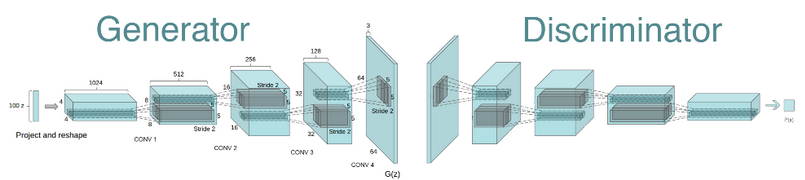 Generator
Discriminator
3
128
256
512
1024
100 z
4
4
8
8
16
16
32
32
64
64
5
5
5
5
5
5
5
Stride 2
Stride 2
Stride 2
Stride 2
Project and reshape
CONV 1
CONV 2
CONV 3
CONV 4
G(z)